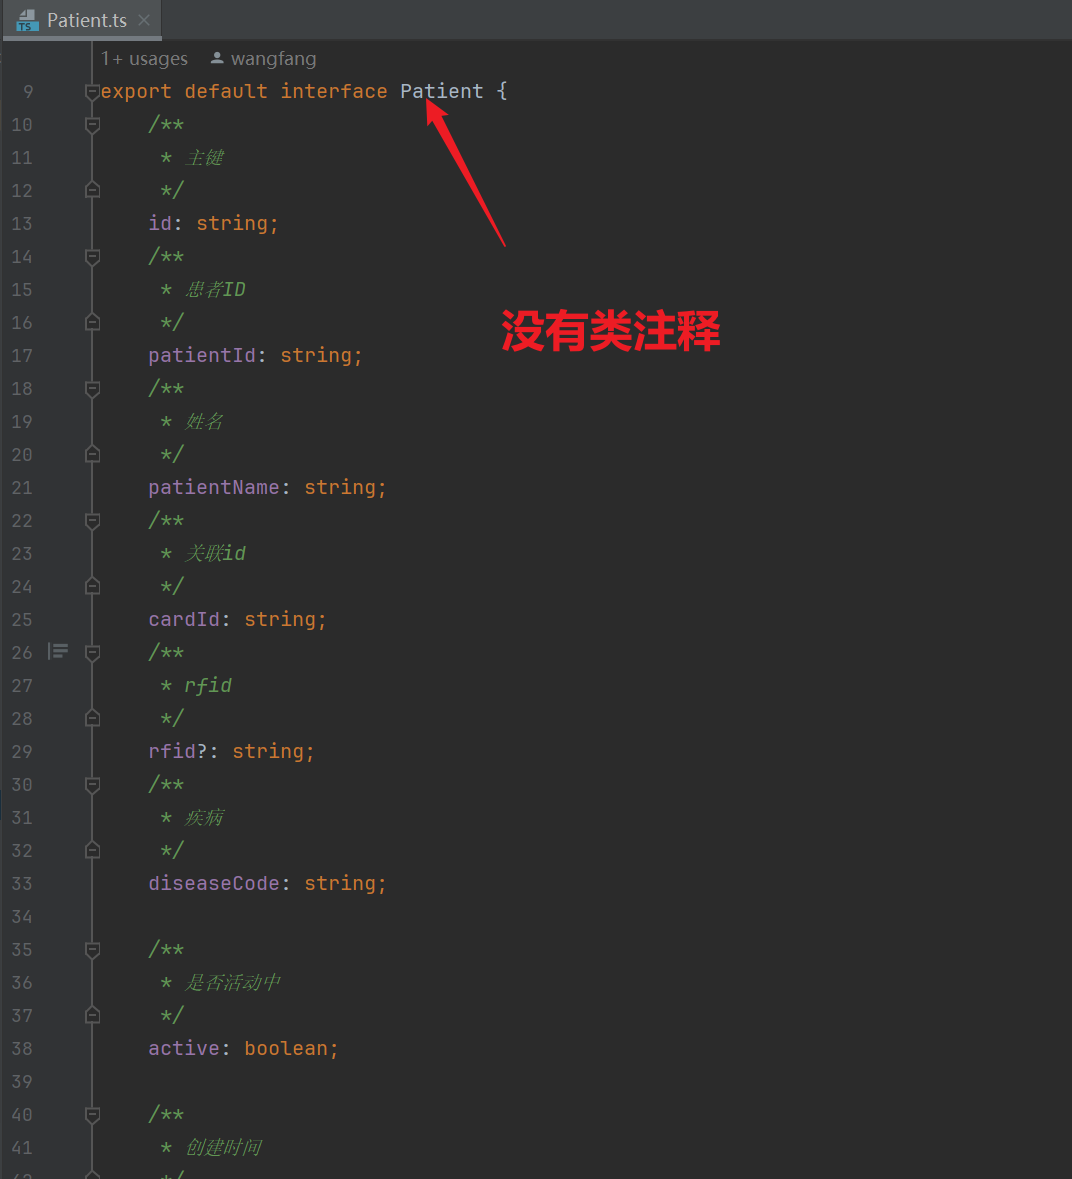 Patient.ts
1+ usages wangfang
9 export default interface Patient {
10 /**
11 * 主键
12 */
13 id: string;
14 /**
15 * 患者ID
16 */
没有类注释
17 patientId: string;
18 /**
19 * 姓名
20 */
21 patientName: string;
22 /**
23 * 关联id
24 */
25 cardId: string;
26 /**
27 * rfid
28 */
29 rfid?: string;
30 /**
31 * 疾病
32 */
33 diseaseCode: string;
34
35 /**
36 * 是否活动中
37 */
38 active: boolean;
39
40 /**
41 * 创建时间
42 */